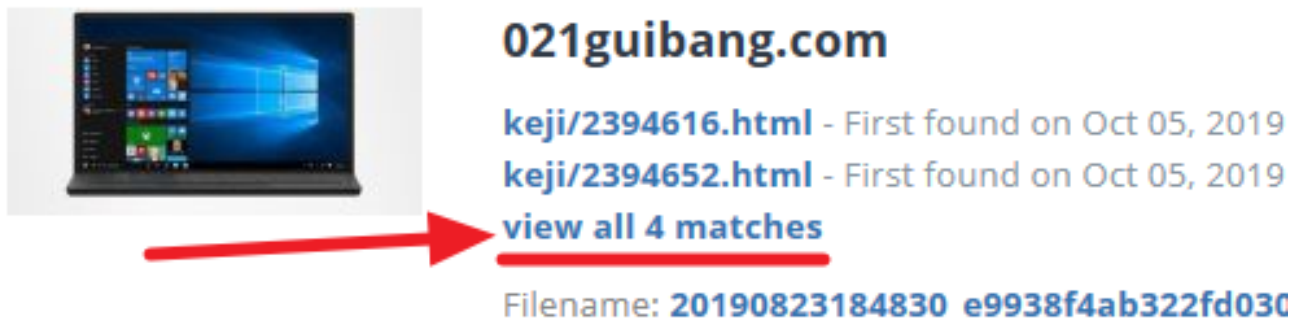 021guibang.com
keji/2394616.html - First found on Oct 05, 2019
keji/2394652.html - First found on Oct 05, 2019
view all 4 matches
Filename: 20190823184830_e9938f4ab322fd030